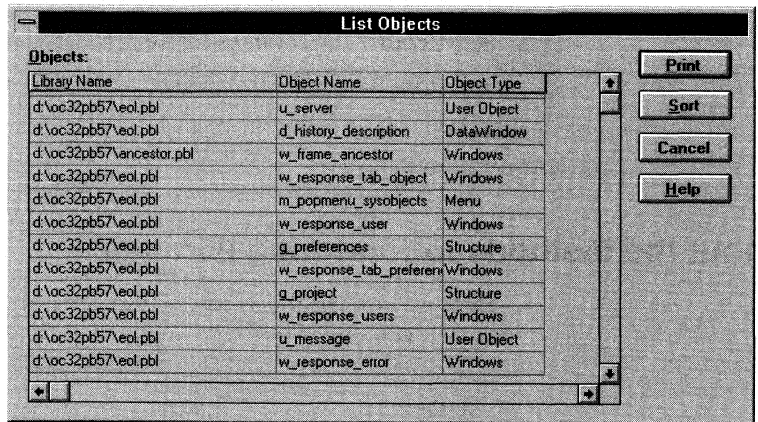 List Objects
Objects:
Library Name Object Name Object Type
d:\oc32pb57\eol.pbl u_server User Object
d:\oc32pb57\eol.pbl d_history_description DataWindow
d:\oc32pb57\ancestor.pbl w_frame_ancestor Windows
d:\oc32pb57\eol.pbl w_response_tab_object Windows
d:\oc32pb57\eol.pbl m_popmenu_sysobjects Menu
d:\oc32pb57\eol.pbl w_response_user Windows
d:\oc32pb57\eol.pbl g_preferences Structure
d:\oc32pb57\eol.pbl w_response_tab_preferen Windows
d:\oc32pb57\eol.pbl g_project Structure
d:\oc32pb57\eol.pbl w_response_users Windows
d:\oc32pb57\eol.pbl u_message User Object
d:\oc32pb57\eol.pbl w_response_error Windows
Print
Sort
Cancel
Help